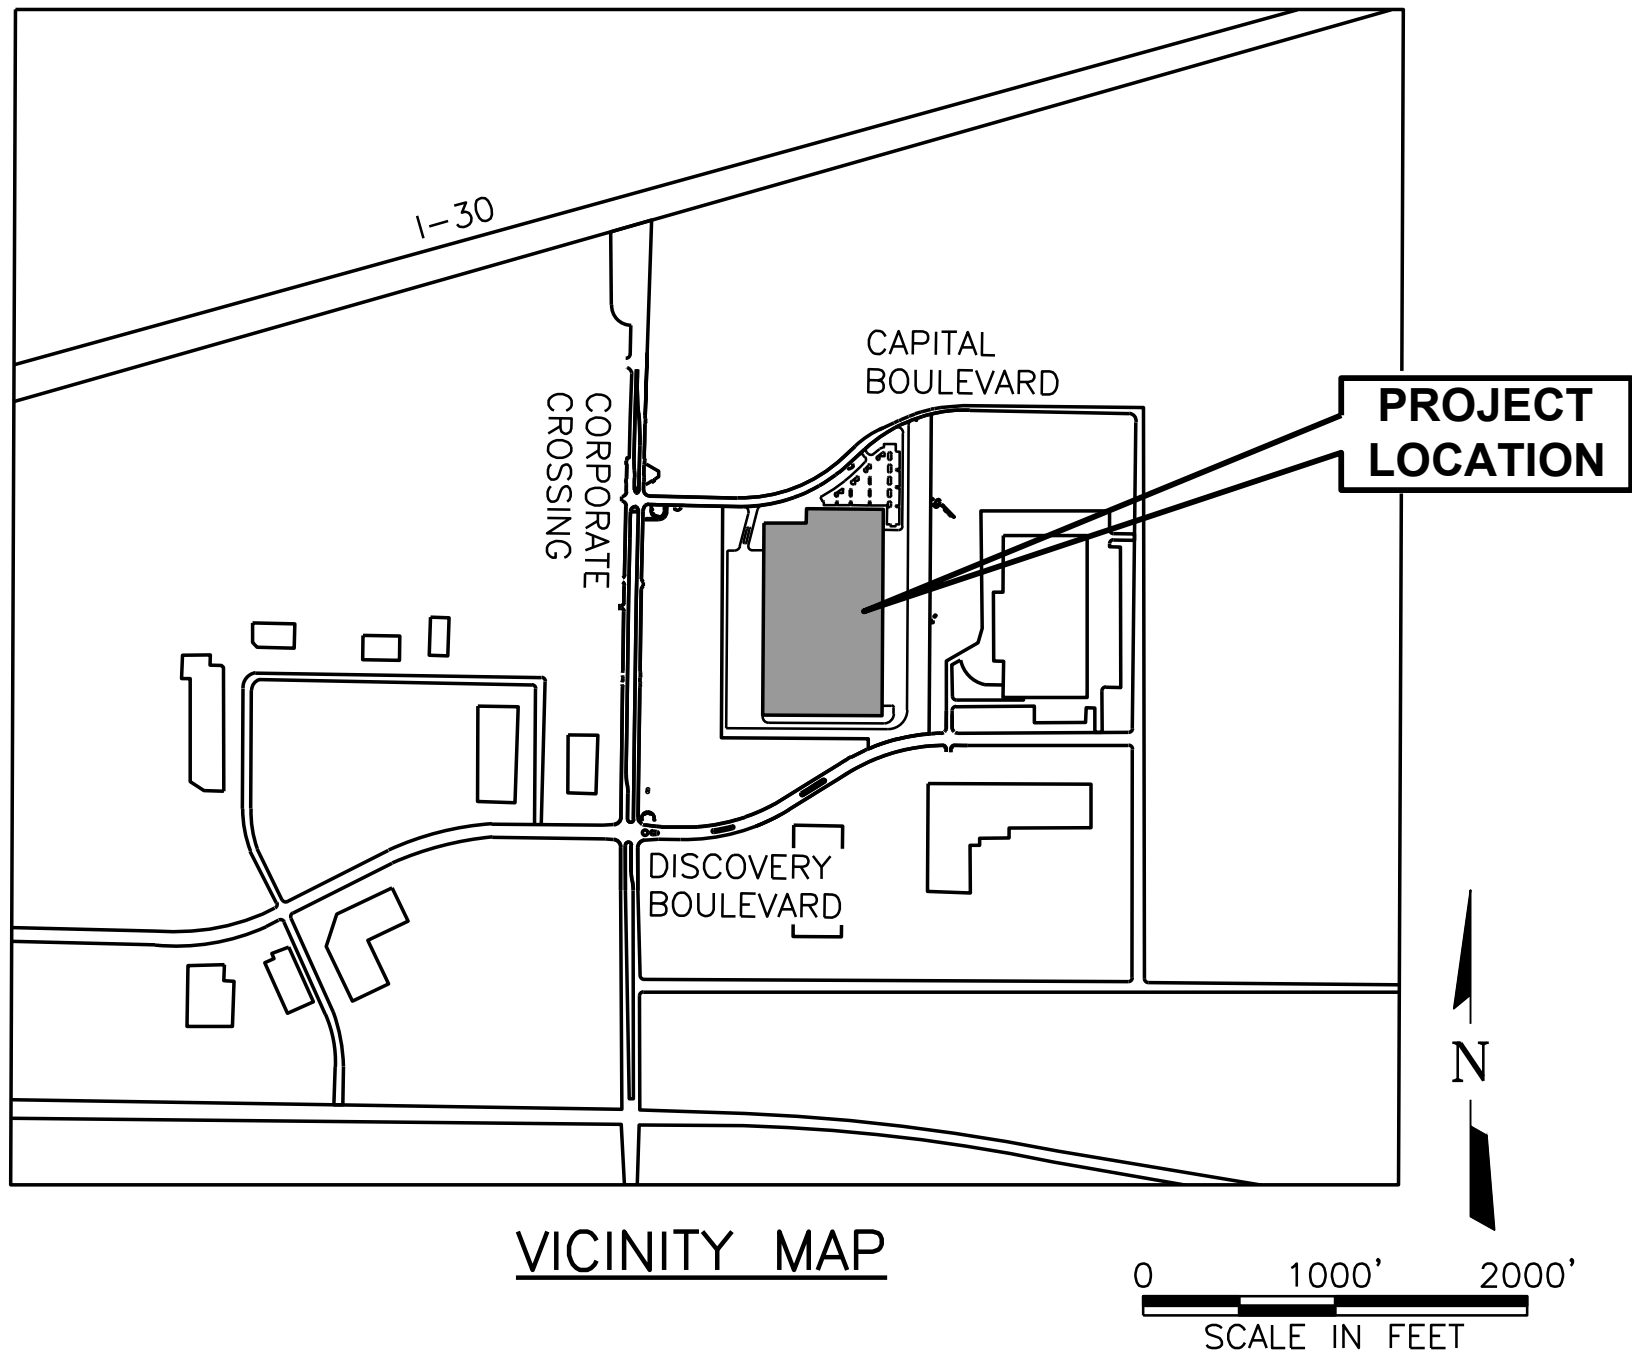 I-30
CAPITAL
BOULEVARD
PROJECT
LOCATION
CORPORATE
CROSSING
DISCOVERY
BOULEVARD
N
VICINITY MAP
0 1000' 2000'
SCALE IN FEET